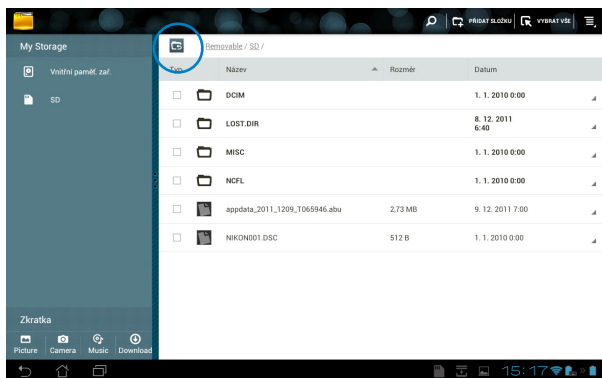 PŘIDAT SLOŽKU VYBRAT VŠE
My Storage
Removable / SD /
Typ Název Rozměr Datum
Vnitřní paměť. zař.
SD
DCIM 1. 1. 2010 0:00
LOST.DIR 8. 12. 2011
6:40
MISC 1. 1. 2010 0:00
NCFL 1. 1. 2010 0:00
appdata_2011_1209_T065946.abu 2,73 MB 9. 12. 2011 7:00
NIKON001.DSC 512 B 1. 1. 2010 0:00
Zkratka
Picture Camera Music Download
15:17